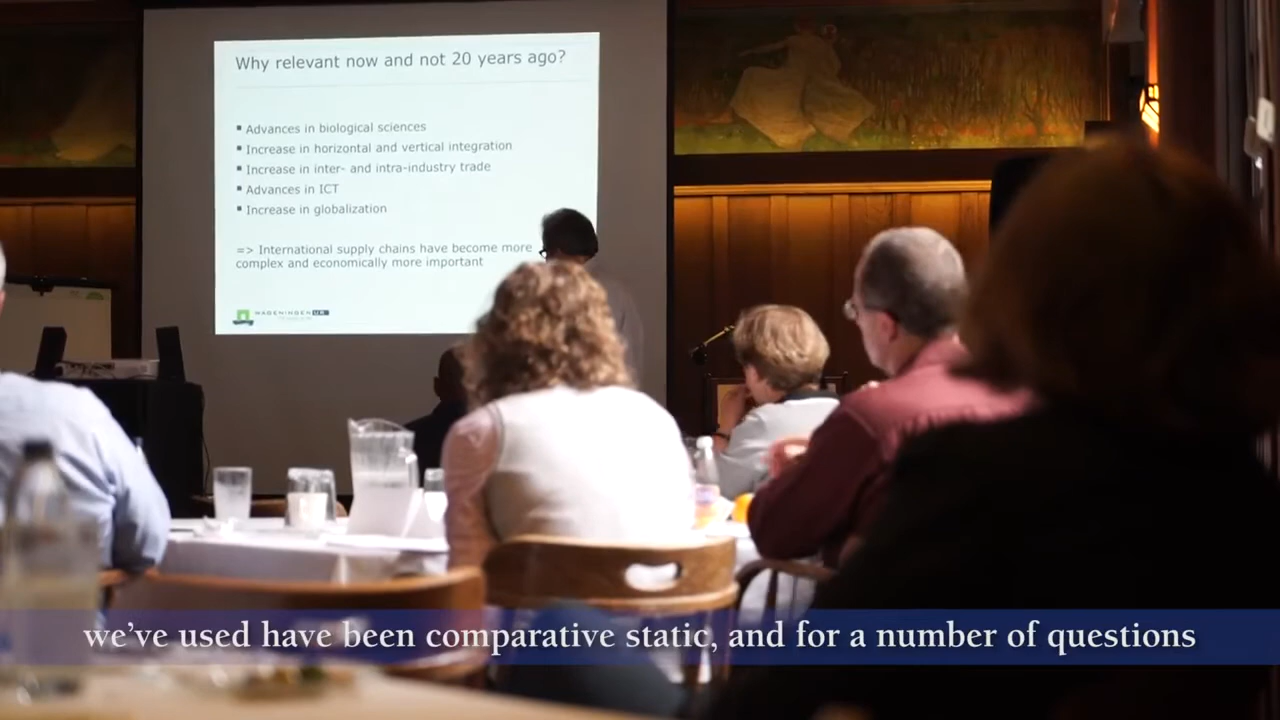 Why relevant now and not 20 years ago?
▪ Advances in biological sciences
▪ Increase in horizontal and vertical integration
▪ Increase in inter- and intra-industry trade
▪ Advances in ICT
▪ Increase in globalization
=> International supply chains have become more
complex and economically more important
WAGENINGEN UR
we've used have been comparative static, and for a number of questions